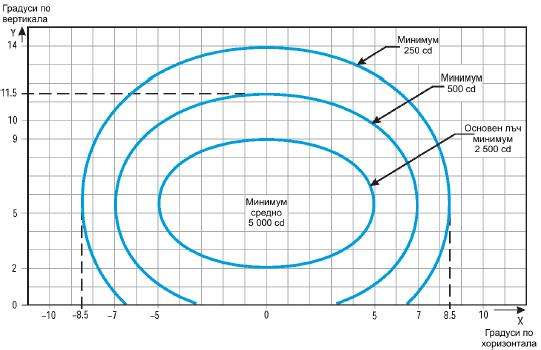 Градуси по
вертикала
Y
14
11.5
10
9
5
2
0
Минимум
250 cd
Минимум
500 cd
Основен лъч
минимум
2 500 cd
Минимум
средно
5 000 cd
–10 –8.5 –5 0 5 7 8.5 10 X
Градуси по
хоризонтала